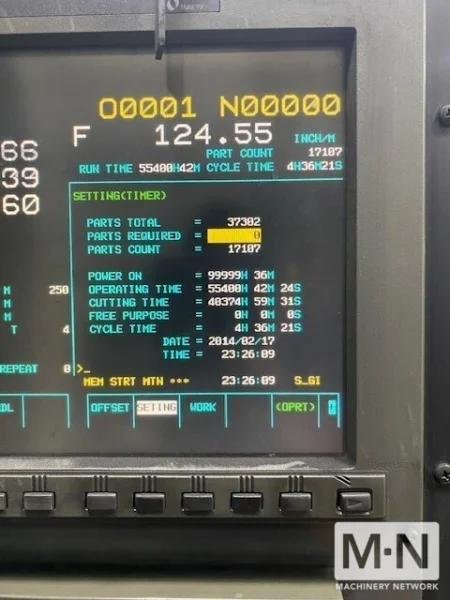 O0001 N00000
F 124.55 INCH/M
66 PART COUNT 17107
39 RUN TIME 55400H42M CYCLE TIME 4H36M21S
60 SETTING(TIMER)
PARTS TOTAL = 37302
PARTS REQUIRED = 0
PARTS COUNT = 17107
POWER ON = 99999H 36M
M 250 OPERATING TIME = 55400H 42M 24S
M CUTTING TIME = 40374H 59M 31S
FREE PURPOSE = 0H 0M 0S
T 4 CYCLE TIME = 4H 36M 21S
DATE = 2014/02/17
TIME = 23:26:09
REPEAT 0 >_
MEM STRT MTN *** 23:26:09 S_GI
DL OFFSET SETING WORK (OPRT)
M·N
MACHINERY NETWORK